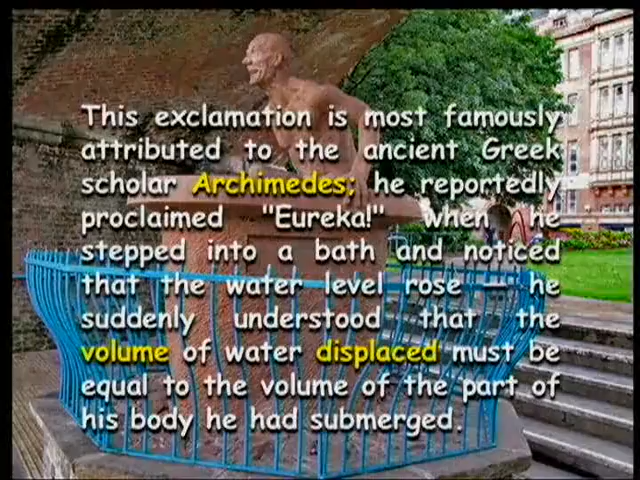 This exclamation is most famously
attributed to the ancient Greek
scholar Archimedes; he reportedly
proclaimed "Eureka!" when he
stepped into a bath and noticed
that the water level rose — he
suddenly understood that the
volume of water displaced must be
equal to the volume of the part of
his body he had submerged.